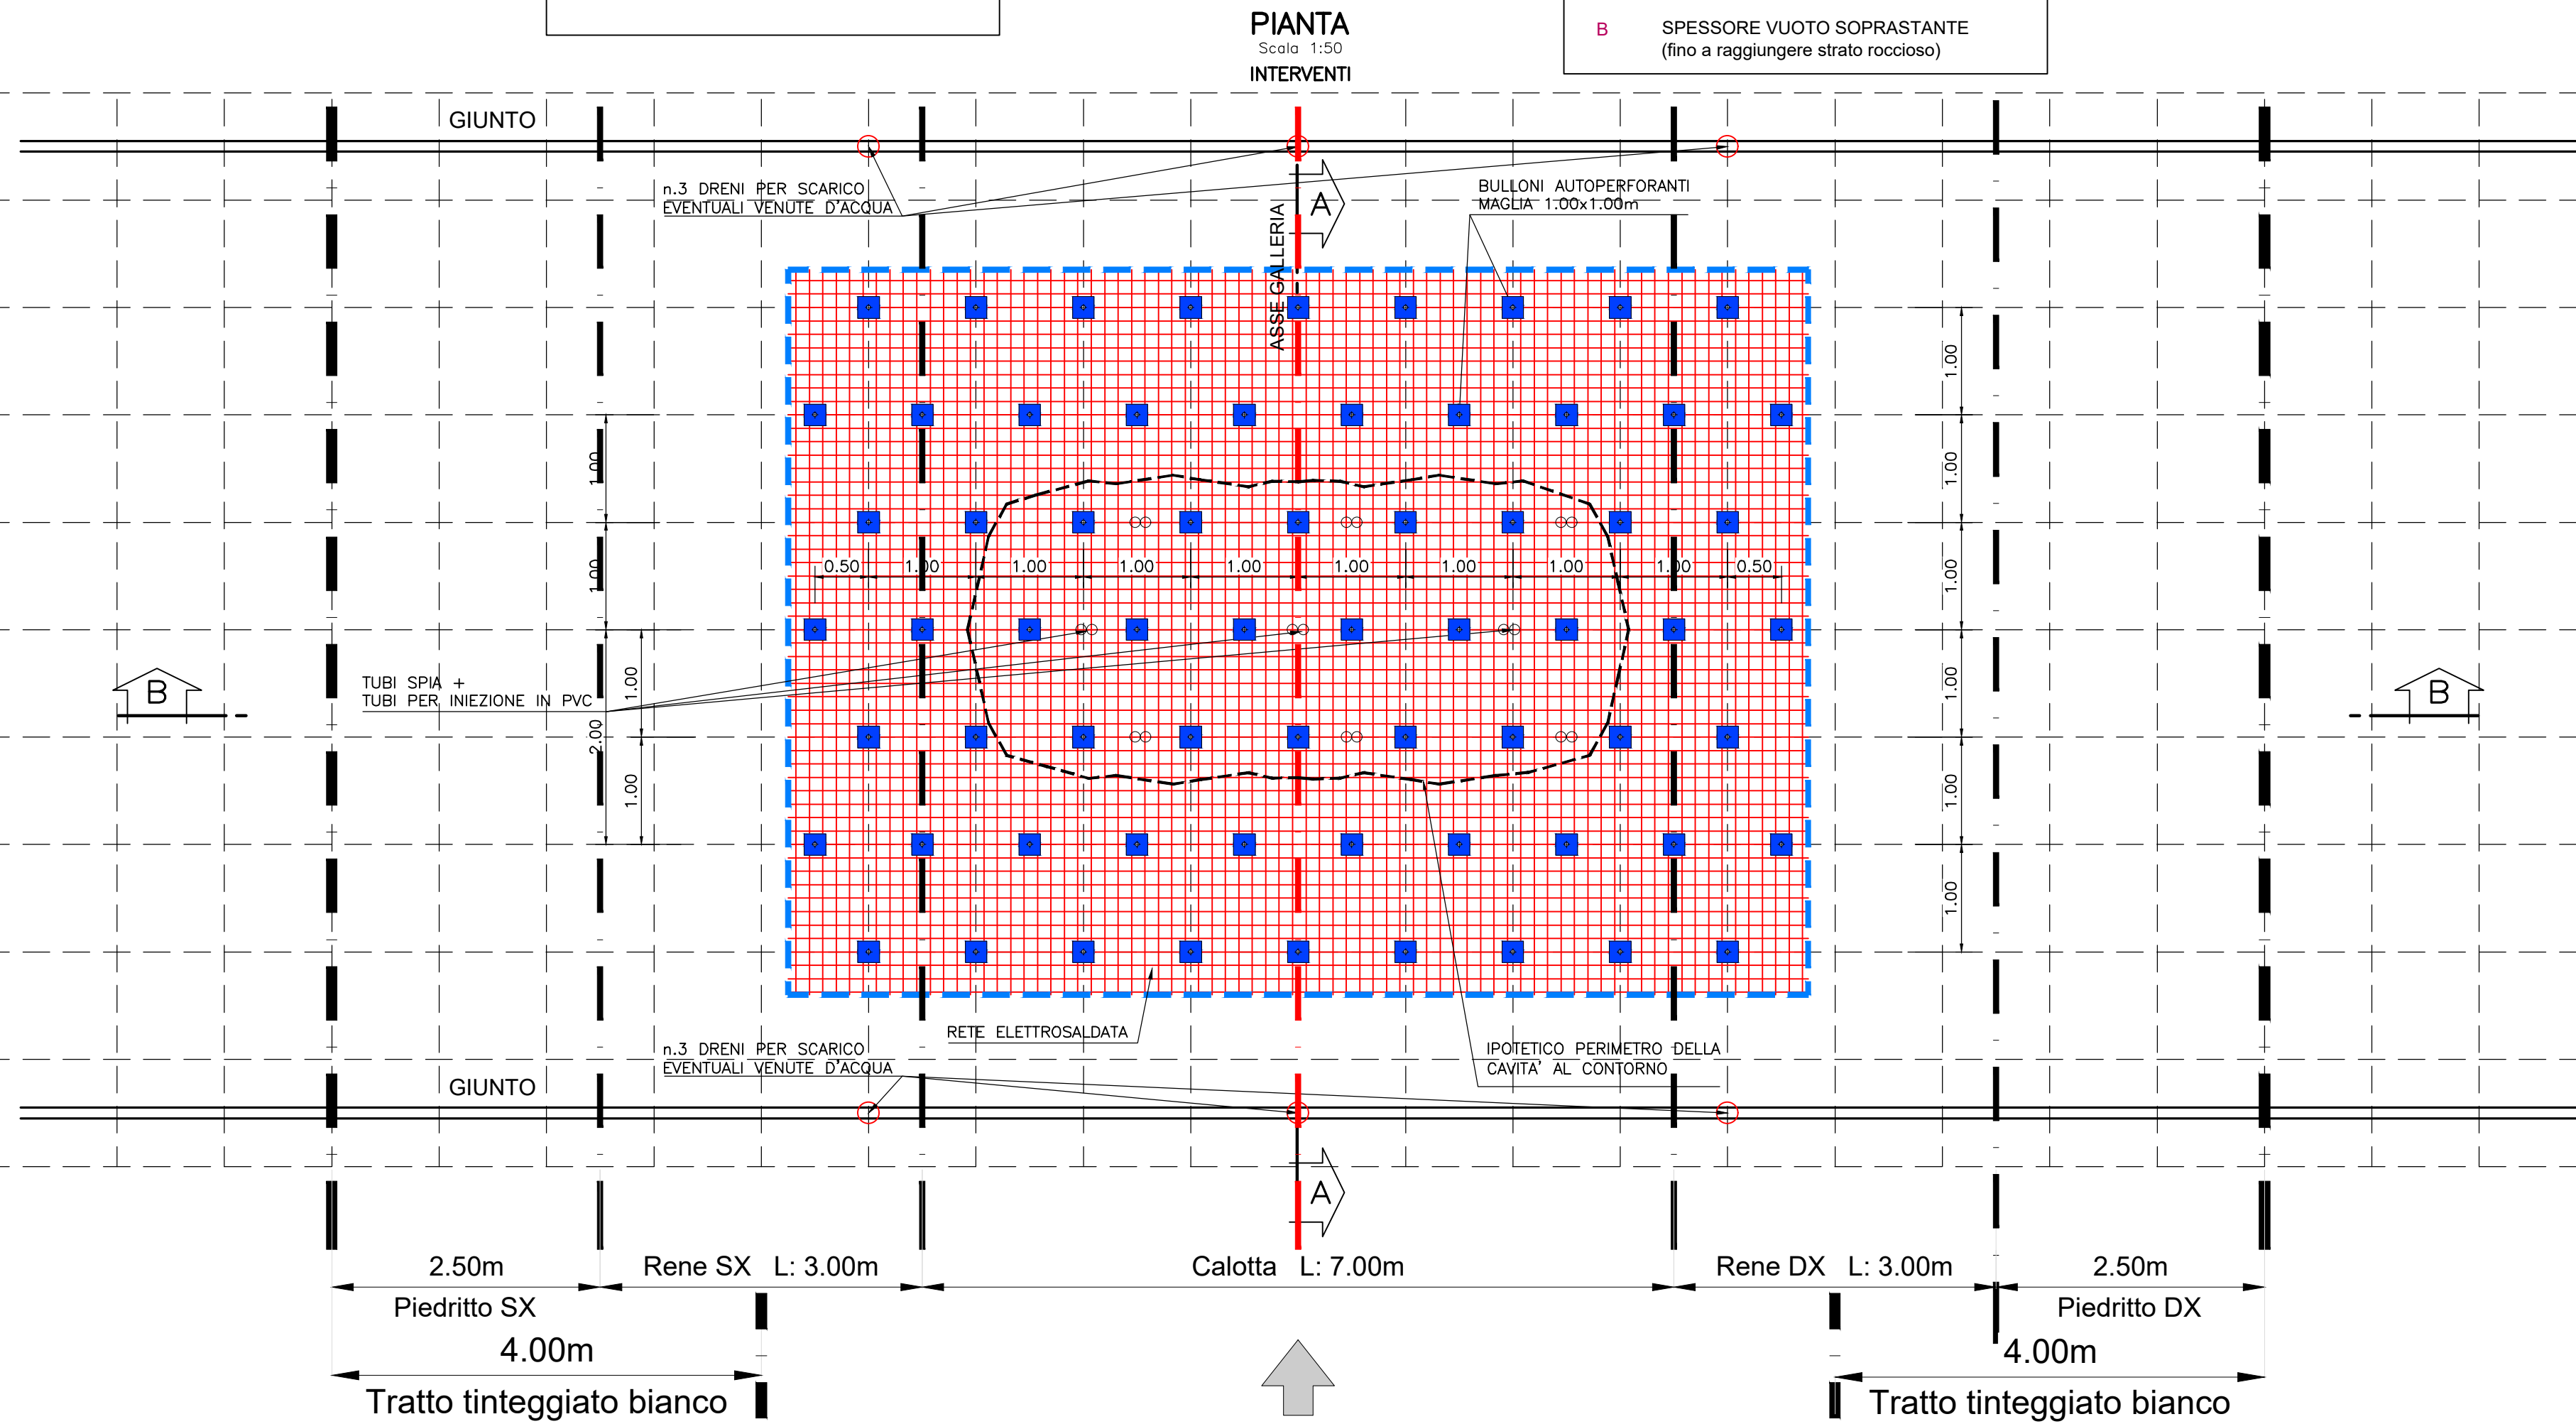 PIANTA
Scala 1:50
INTERVENTI
B SPESSORE VUOTO SOPRASTANTE
(fino a raggiungere strato roccioso)
GIUNTO
n.3 DRENI PER SCARICO
EVENTUALI VENUTE D'ACQUA
A
ASSE GALLERIA
BULLONI AUTOPERFORANTI
MAGLIA 1.00x1.00m
1.00
1.00
1.00
1.00
1.00
1.00
1.00
1.00
0.50 1.00 1.00 1.00 1.00 1.00 1.00 1.00 1.00 0.50
B
TUBI SPIA +
TUBI PER INIEZIONE IN PVC
2.00
1.00
1.00
B
RETE ELETTROSALDATA
n.3 DRENI PER SCARICO
EVENTUALI VENUTE D'ACQUA
IPOTETICO PERIMETRO DELLA
CAVITA' AL CONTORNO
GIUNTO
A
2.50m Rene SX L: 3.00m Calotta L: 7.00m Rene DX L: 3.00m 2.50m
Piedritto SX Piedritto DX
4.00m 4.00m
Tratto tinteggiato bianco Tratto tinteggiato bianco